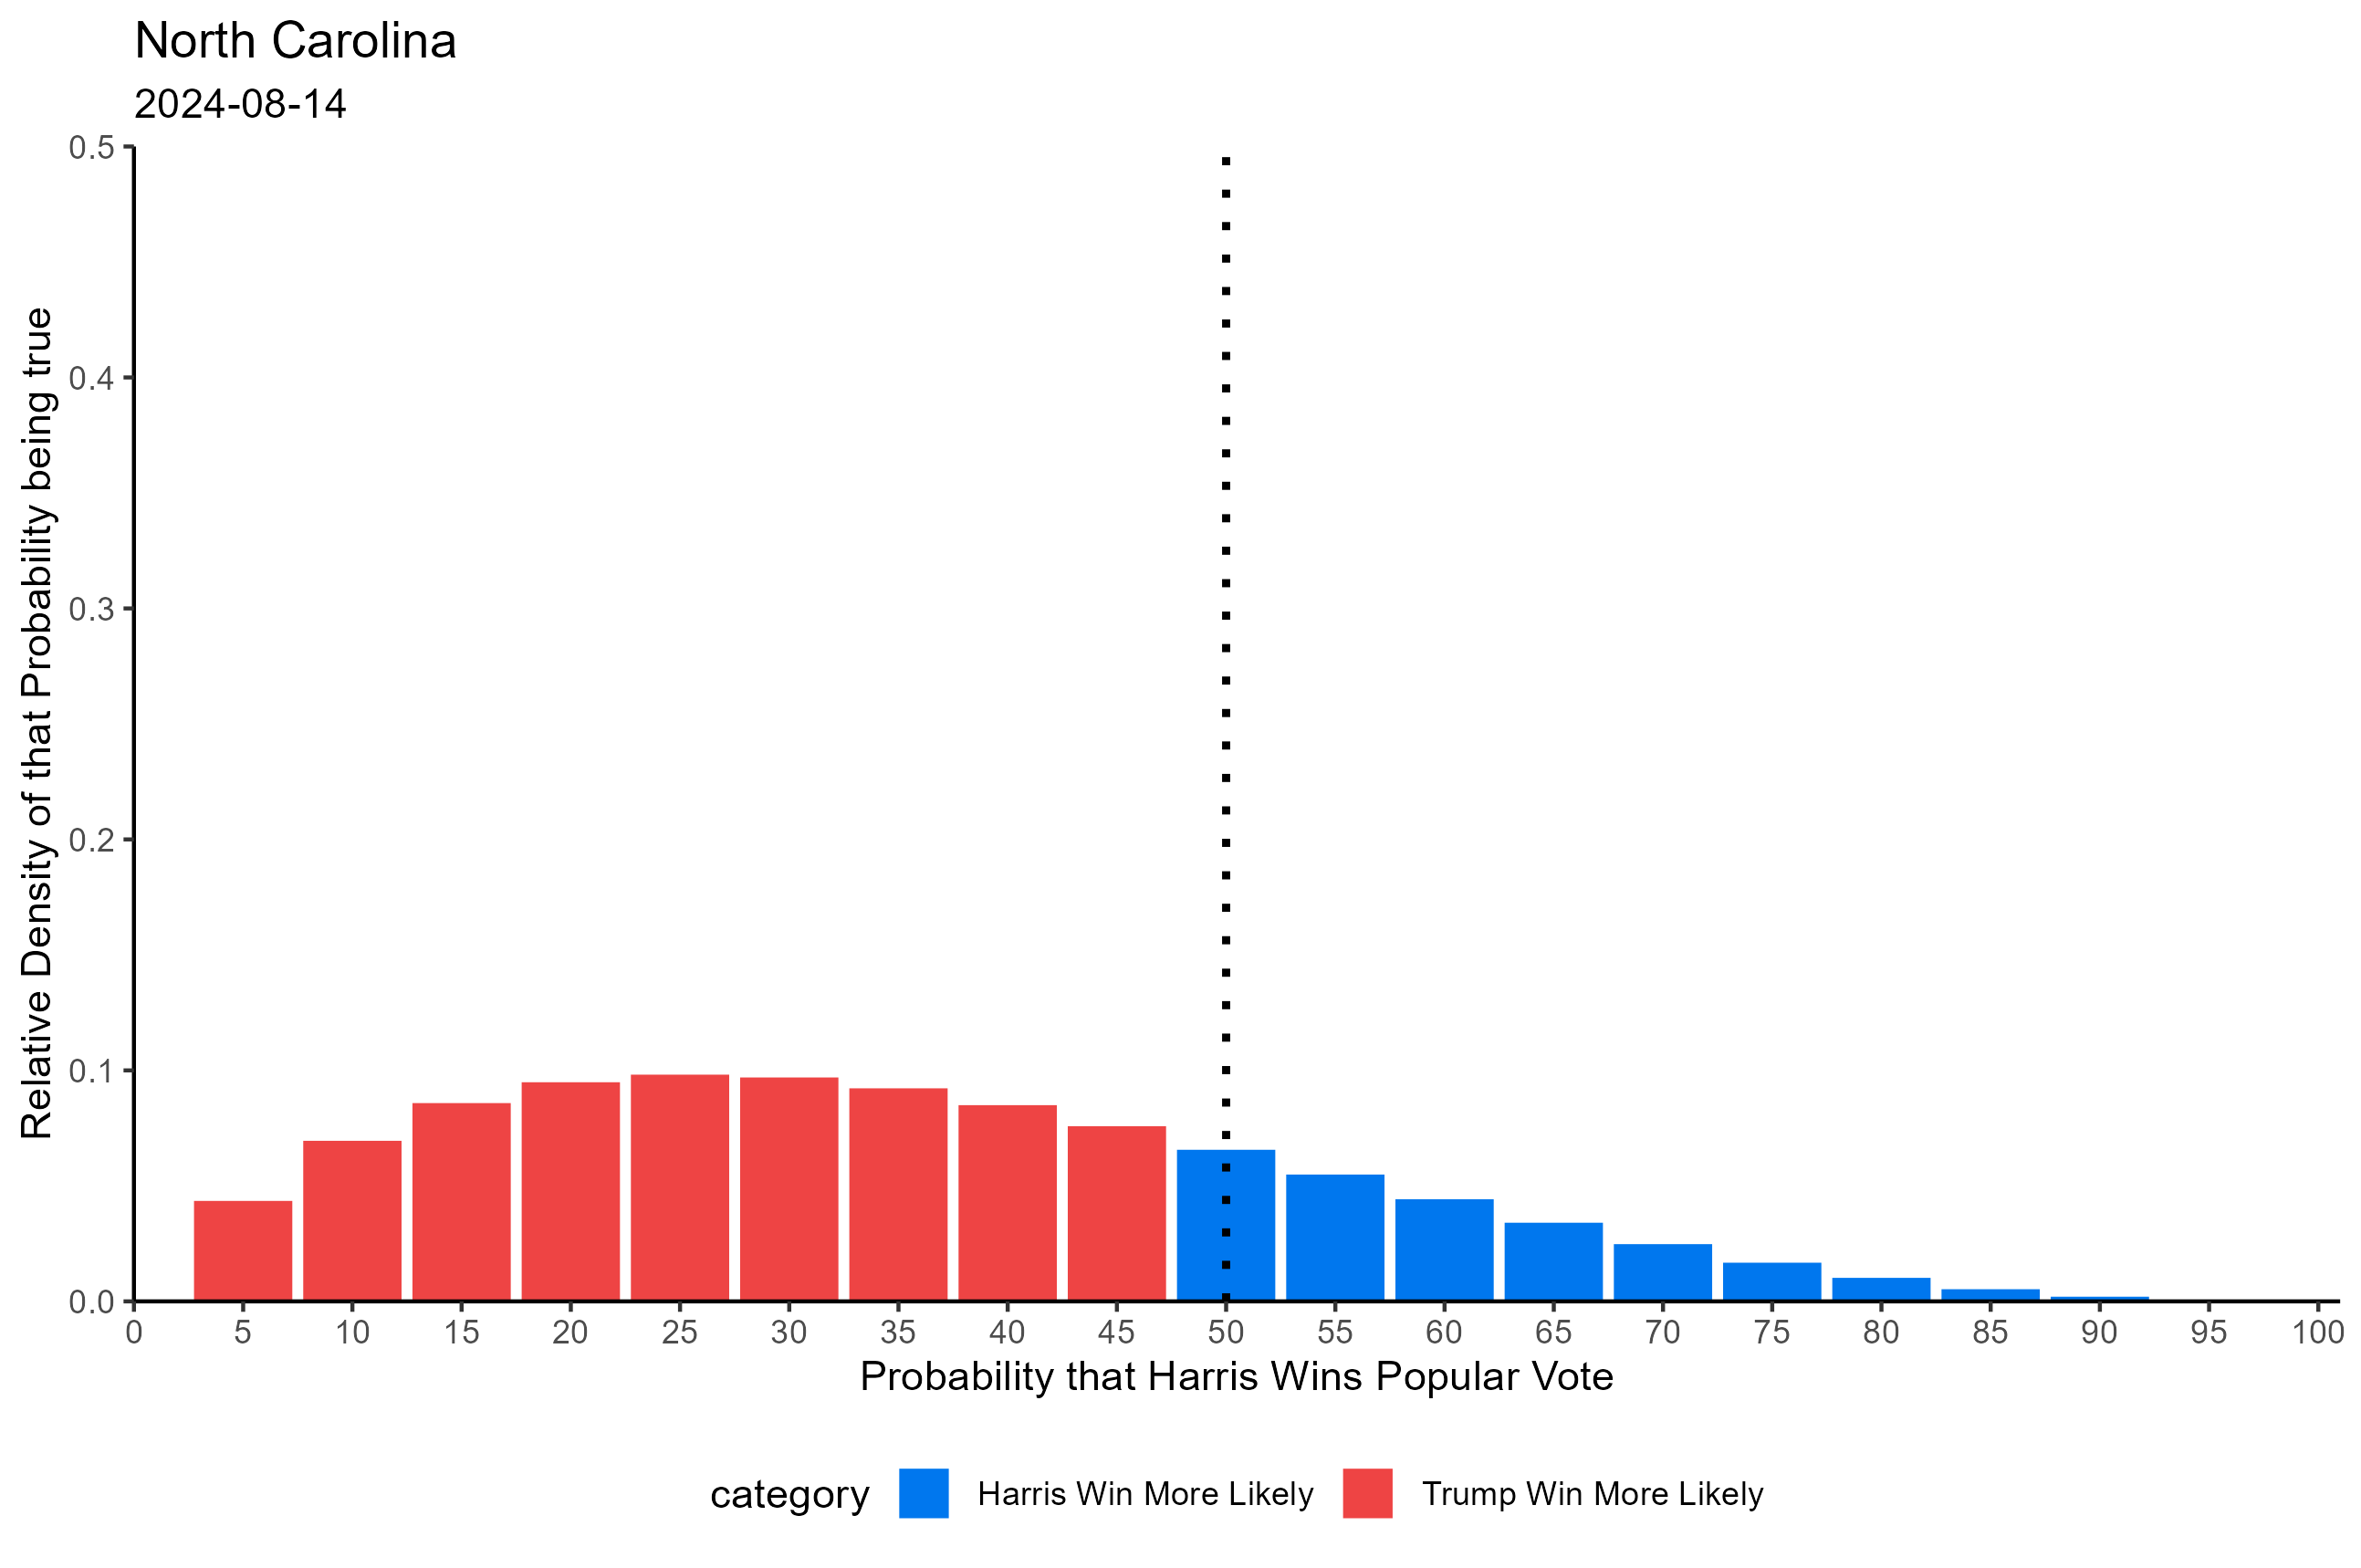 North Carolina
2024-08-14
Relative Density of that Probability being true
0.5
0.4
0.3
0.2
0.1
0.0
0 5 10 15 20 25 30 35 40 45 50 55 60 65 70 75 80 85 90 95 100
Probability that Harris Wins Popular Vote
category Harris Win More Likely Trump Win More Likely